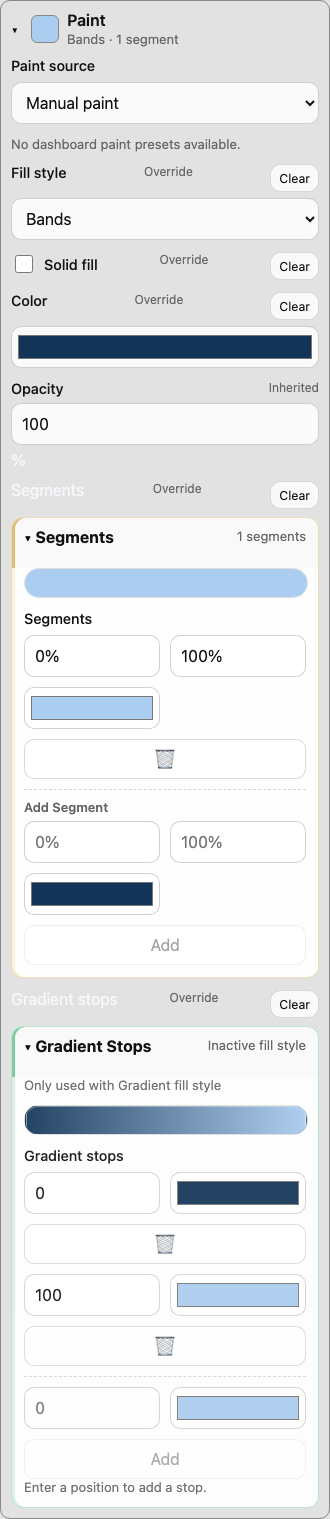 Paint
Bands · 1 segment
Paint source
Manual paint
No dashboard paint presets available.
Fill style Override Clear
Bands
Solid fill Override Clear
Color Override Clear
Opacity Inherited
100
%
Segments Override Clear
Segments 1 segments
Segments
0% 100%
Add Segment
0% 100%
Add
Gradient stops Override Clear
Gradient Stops Inactive fill style
Only used with Gradient fill style
Gradient stops
0
100
0
Add
Enter a position to add a stop.